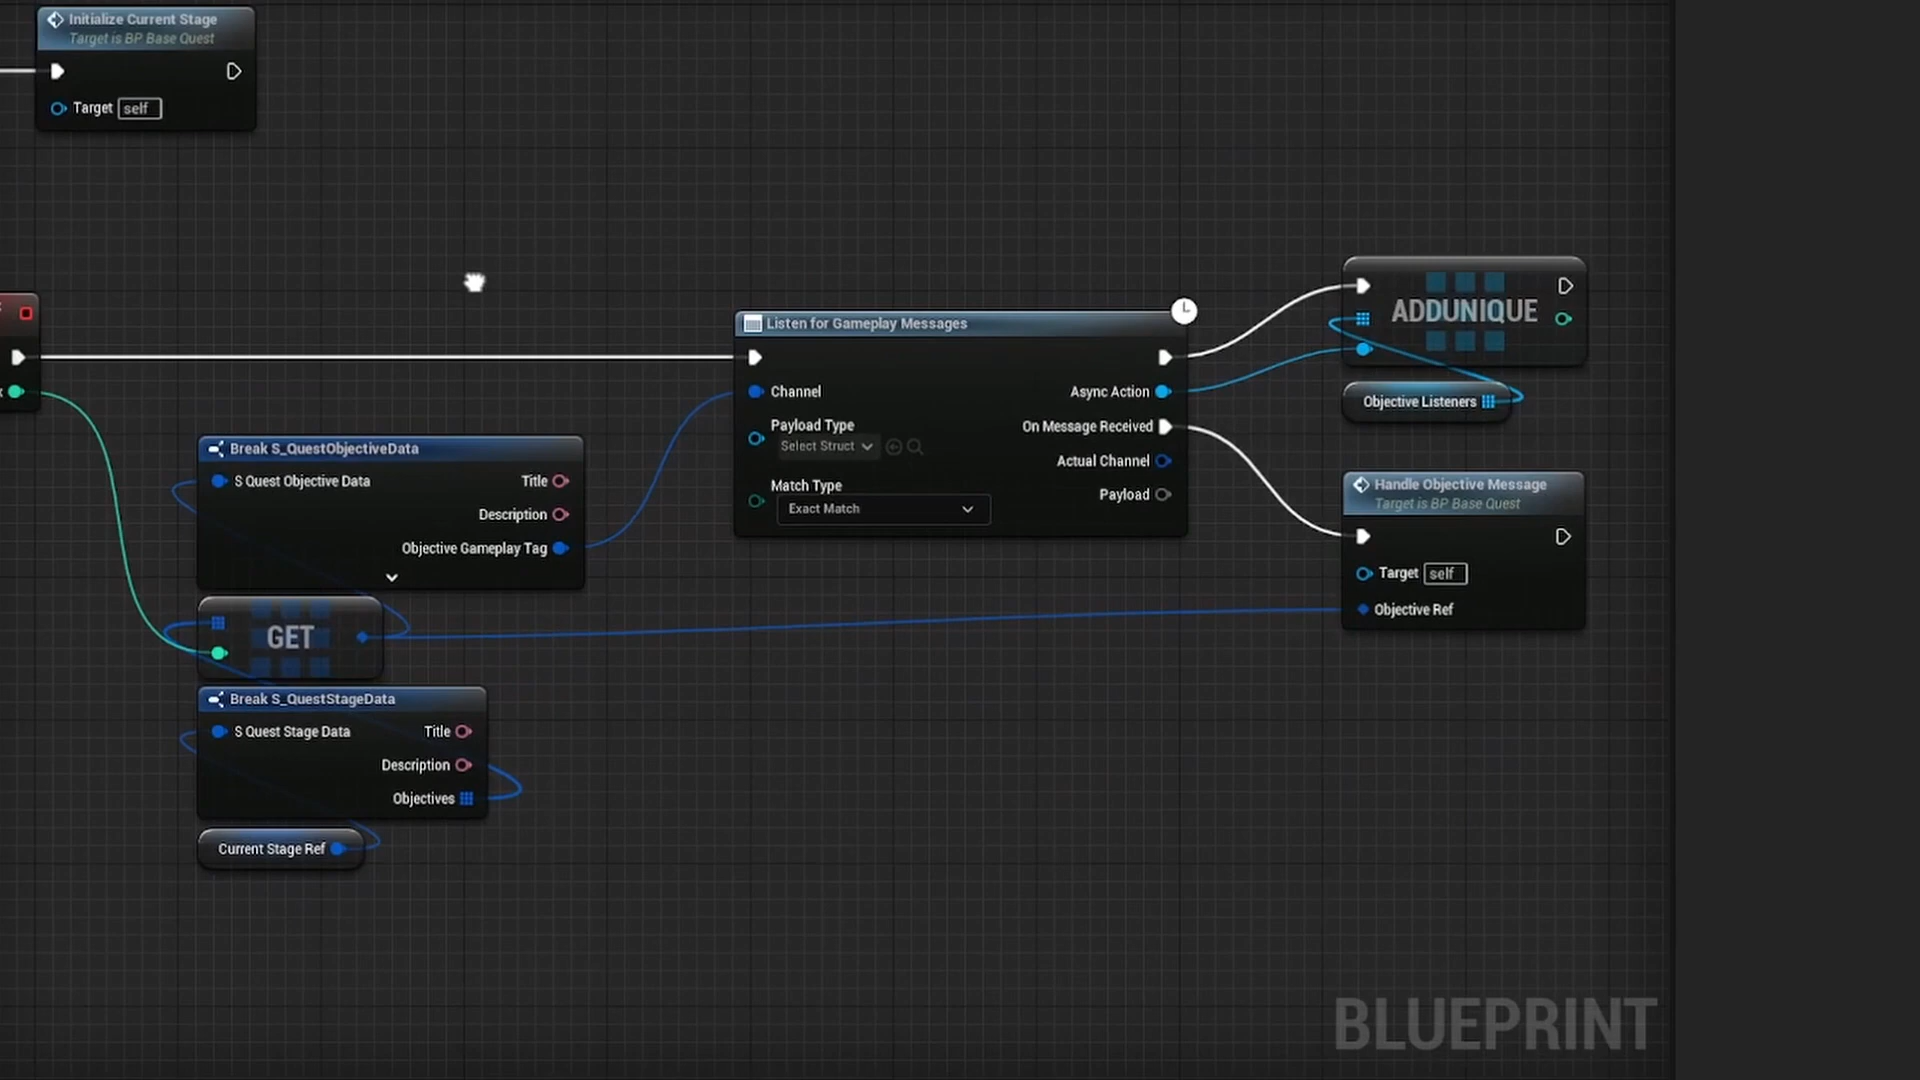 Initialize Current Stage
Target is BP Base Quest
Target self
Listen for Gameplay Messages
Channel
Async Action
Payload Type
Select Struct
On Message Received
Actual Channel
Match Type
Exact Match
Payload
ADDUNIQUE
Objective Listeners
Handle Objective Message
Target is BP Base Quest
Target self
Objective Ref
Break S_QuestObjectiveData
S Quest Objective Data
Title
Description
Objective Gameplay Tag
GET
Break S_QuestStageData
S Quest Stage Data
Title
Description
Objectives
Current Stage Ref
BLUEPRINT